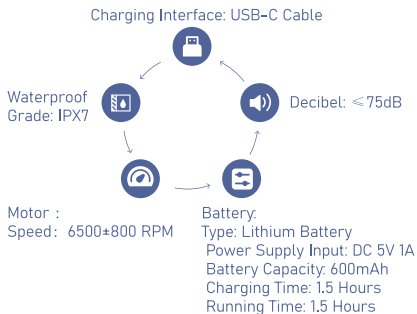 Charging Interface: USB-C Cable
Waterproof
Grade: IPX7
Decibel: ≤75dB
Motor :
Speed: 6500±800 RPM
Battery:
Type: Lithium Battery
Power Supply Input: DC 5V 1A
Battery Capacity: 600mAh
Charging Time: 1.5 Hours
Running Time: 1.5 Hours